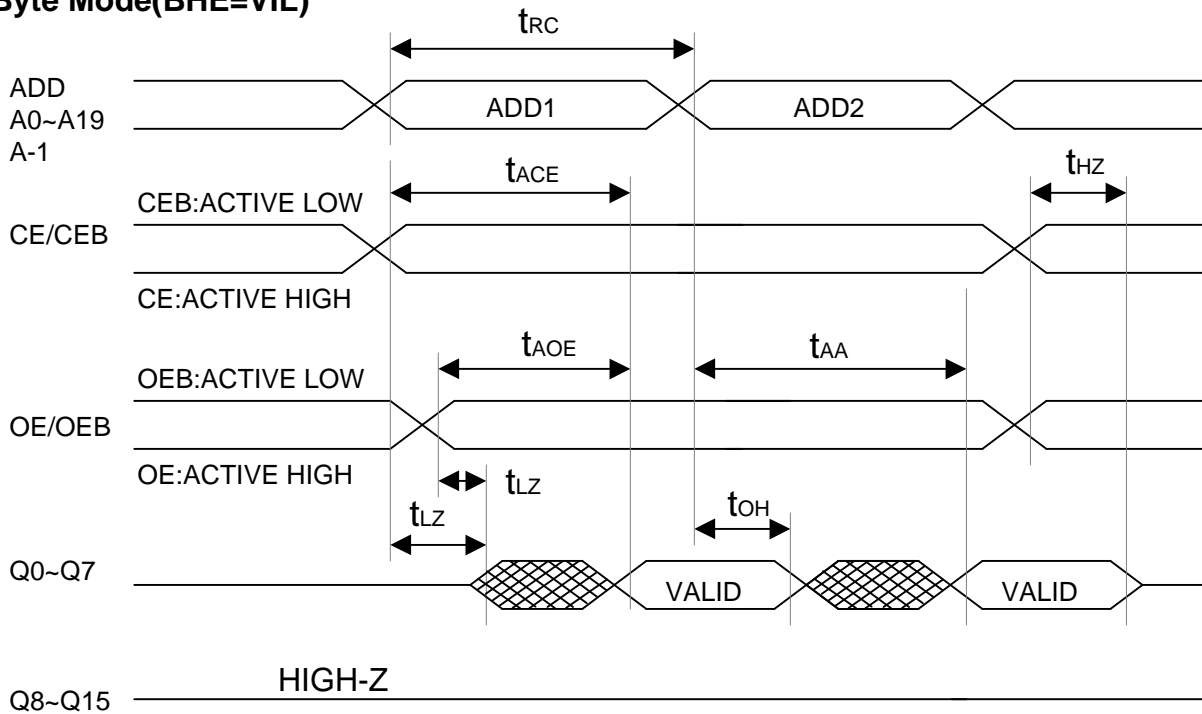 Byte Mode(BHE=VIL)
tRC
ADD
A0~A19
A-1
ADD1
ADD2
tACE
tHZ
CEB:ACTIVE LOW
CE/CEB
CE:ACTIVE HIGH
tAOE
tAA
OEB:ACTIVE LOW
OE/OEB
OE:ACTIVE HIGH
tLZ
tLZ
tOH
Q0~Q7
VALID
VALID
HIGH-Z
Q8~Q15